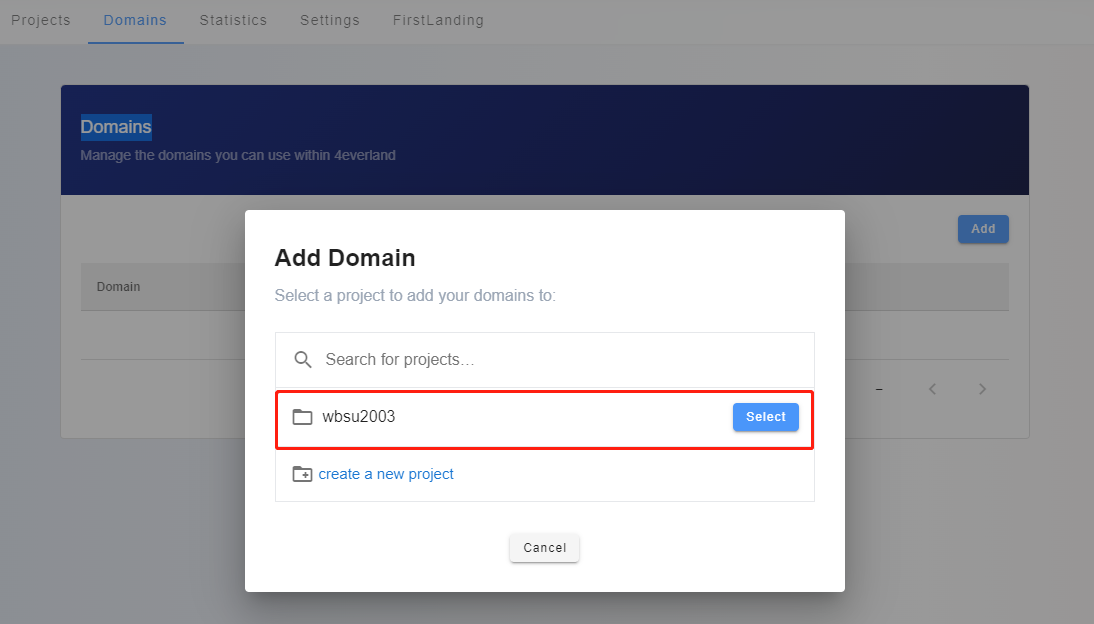 Projects Domains Statistics Settings FirstLanding
Domains
Manage the domains you can use within 4everland
Add
Domain
Add Domain
Select a project to add your domains to:
Search for projects…
wbsu2003 Select
create a new project
–
Cancel